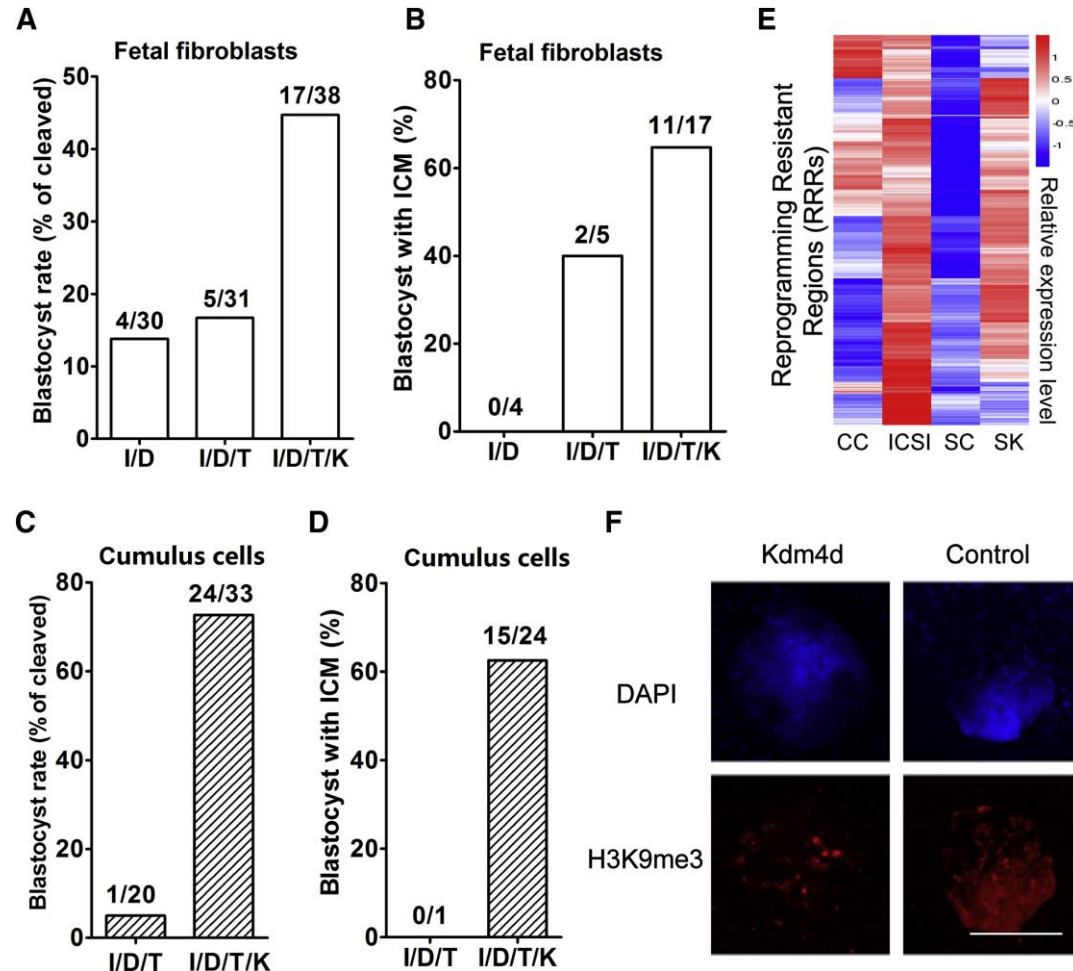 A
Fetal fibroblasts
Blastocyst rate (% of cleaved)
50
40
30
20
10
0
4/30
5/31
17/38
I/D
I/D/T
I/D/T/K
B
Fetal fibroblasts
Blastocyst with ICM (%)
80
60
40
20
0
0/4
2/5
11/17
I/D
I/D/T
I/D/T/K
E
Reprogramming Resistant
Regions (RRRs)
1
0.5
0
-0.5
-1
Relative expression level
CC
ICSI
SC
SK
C
Cumulus cells
Blastocyst rate (% of cleaved)
80
60
40
20
0
1/20
24/33
I/D/T
I/D/T/K
D
Cumulus cells
Blastocyst with ICM (%)
80
60
40
20
0
0/1
15/24
I/D/T
I/D/T/K
F
Kdm4d
Control
DAPI
H3K9me3